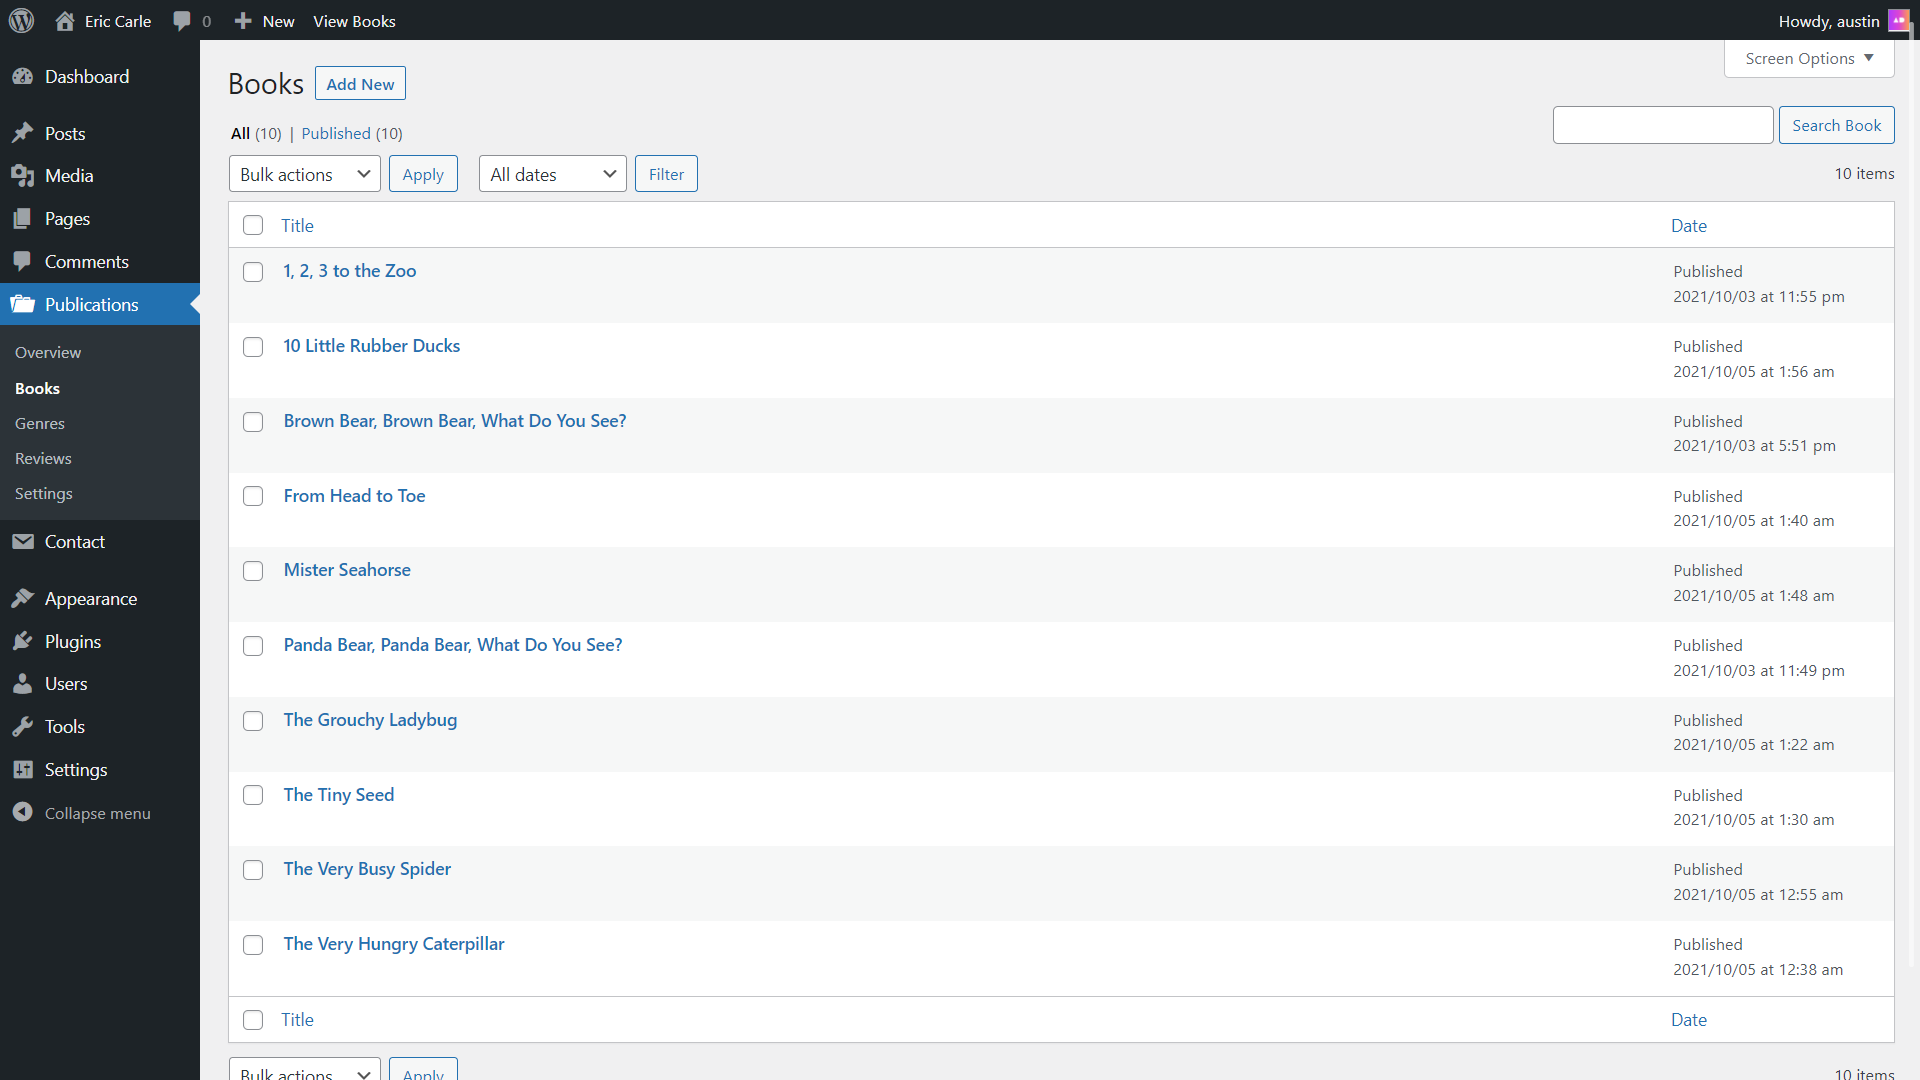 Eric Carle 0 New View Books Howdy, austin
Dashboard
Posts
Media
Pages
Comments
Publications
Overview
Books
Genres
Reviews
Settings
Contact
Appearance
Plugins
Users
Tools
Settings
Collapse menu
Screen Options
Books Add New
All (10) | Published (10)
Search Book
Bulk actions Apply All dates Filter 10 items
Title Date
1, 2, 3 to the Zoo Published
2021/10/03 at 11:55 pm
10 Little Rubber Ducks Published
2021/10/05 at 1:56 am
Brown Bear, Brown Bear, What Do You See? Published
2021/10/03 at 5:51 pm
From Head to Toe Published
2021/10/05 at 1:40 am
Mister Seahorse Published
2021/10/05 at 1:48 am
Panda Bear, Panda Bear, What Do You See? Published
2021/10/03 at 11:49 pm
The Grouchy Ladybug Published
2021/10/05 at 1:22 am
The Tiny Seed Published
2021/10/05 at 1:30 am
The Very Busy Spider Published
2021/10/05 at 12:55 am
The Very Hungry Caterpillar Published
2021/10/05 at 12:38 am
Title Date
Bulk actions Apply 10 items